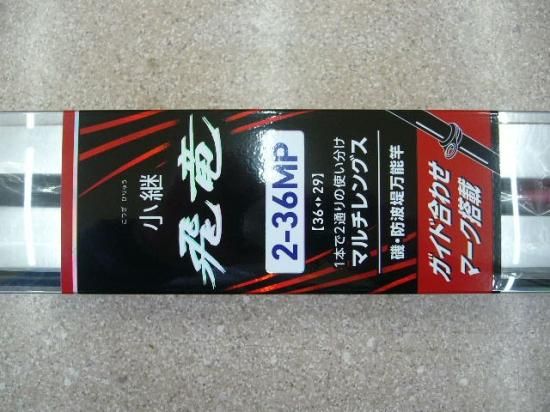 こつぎ ひりゅう
小継
飛竜
2-36MP
[36↔29]
1本で2通りの使い分け
マルチレングス
磯・防波堤万能竿
ガイド合わせ
マーク搭載